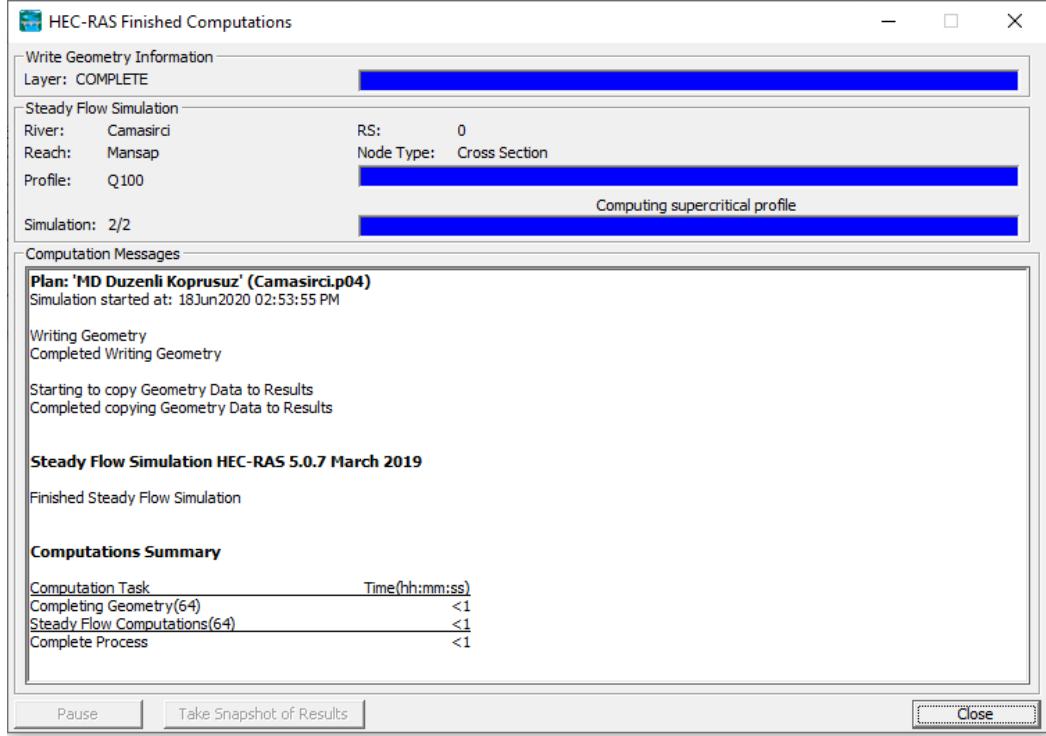 HEC-RAS Finished Computations
Write Geometry Information
Layer: COMPLETE
Steady Flow Simulation
River: Camasirci RS: 0
Reach: Mansap Node Type: Cross Section
Profile: Q100
Computing supercritical profile
Simulation: 2/2
Computation Messages
Plan: 'MD Duzenli Koprusuz' (Camasirci.p04)
Simulation started at: 18Jun2020 02:53:55 PM
Writing Geometry
Completed Writing Geometry
Starting to copy Geometry Data to Results
Completed copying Geometry Data to Results
Steady Flow Simulation HEC-RAS 5.0.7 March 2019
Finished Steady Flow Simulation
Computations Summary
Computation Task Time(hh:mm:ss)
Completing Geometry(64) <1
Steady Flow Computations(64) <1
Complete Process <1
Pause Take Snapshot of Results Close